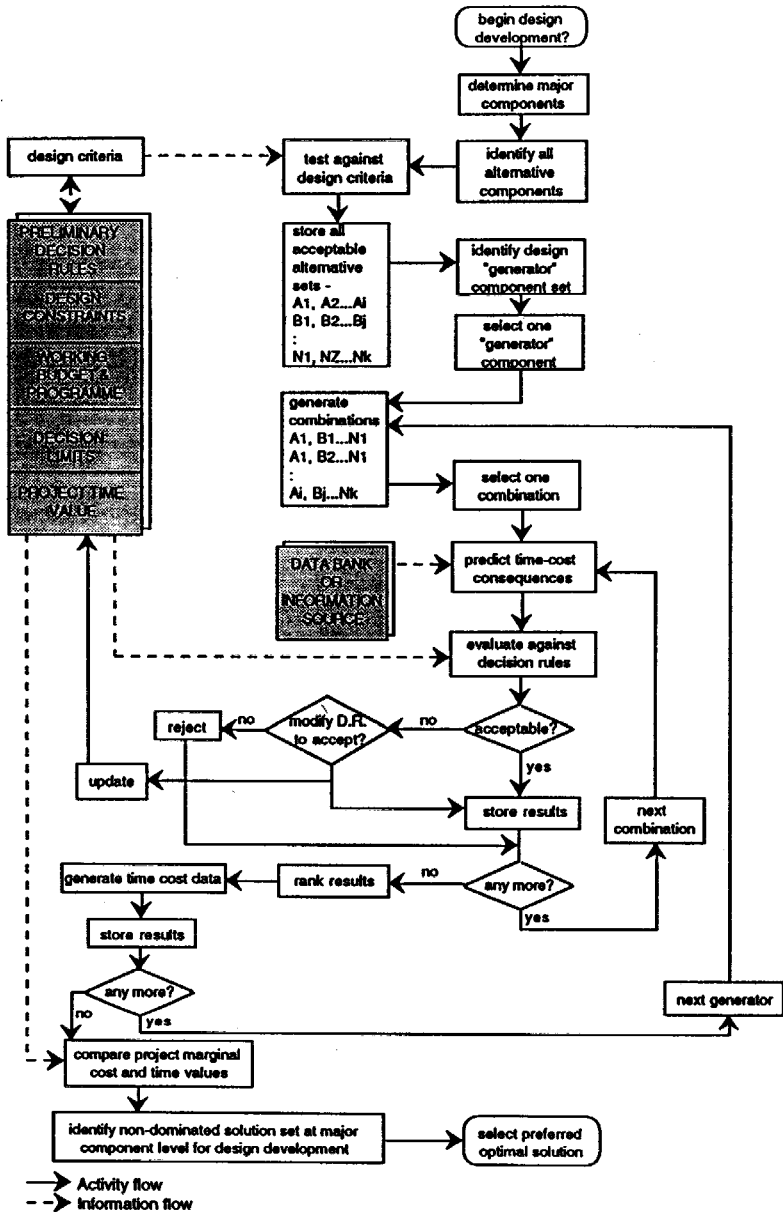 begin design
development?
determine major
components
design criteria
test against
design criteria
identify all
alternative
components
PRELIMINARY
DECISION
RULES
DESIGN
CONSTRAINTS
WORKING
BUDGET &
PROGRAMME
DECISION
LIMITS
PROJECT TIME
VALUE
store all
acceptable
alternative
sets -
A1, A2...Ai
B1, B2...Bj
:
N1, NZ...Nk
identify design
"generator"
component set
select one
"generator"
component
generate
combinations
A1, B1...N1
A1, B2...N1
:
Ai, Bj...Nk
select one
combination
DATA BANK
OR
INFORMATION
SOURCE
predict time-cost
consequences
evaluate against
decision rules
reject
no
modify D.R.
to accept?
no
acceptable?
yes
update
store results
next
combination
generate time cost data
rank results
no
any more?
yes
store results
any more?
no
yes
next generator
compare project marginal
cost and time values
identify non-dominated solution set at major
component level for design development
select preferred
optimal solution
Activity flow
Information flow